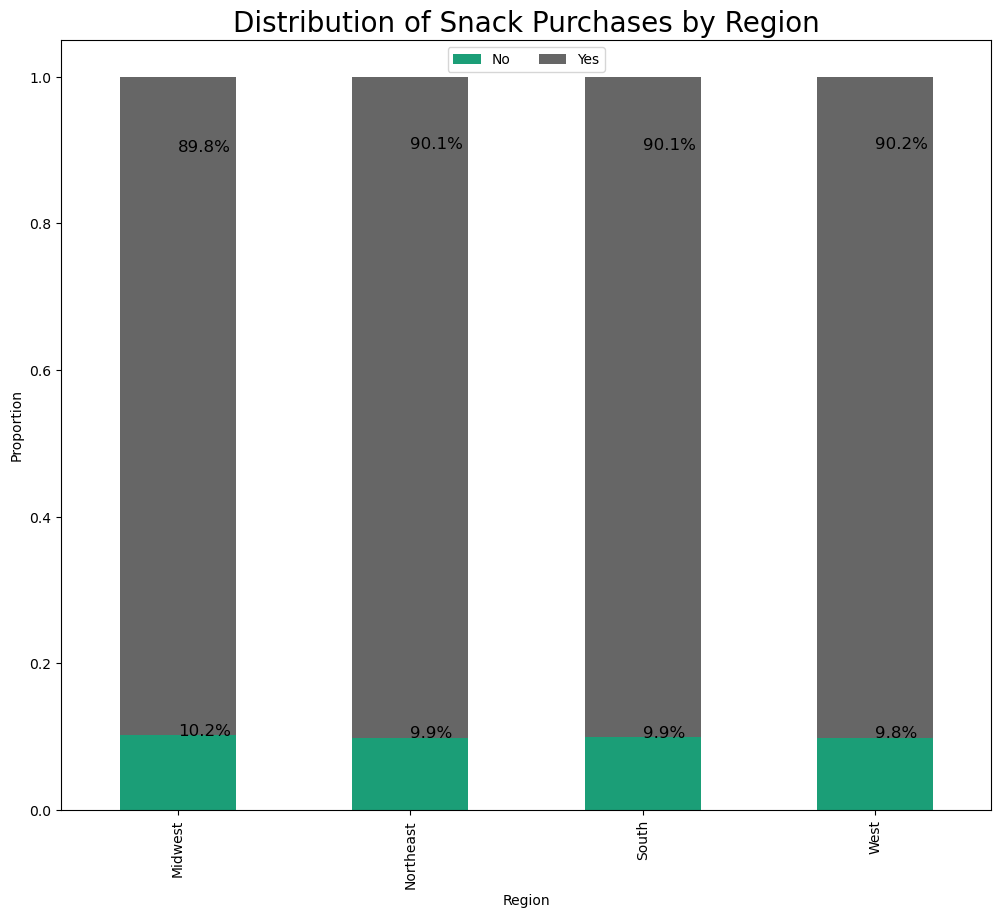 Distribution of Snack Purchases by Region
No Yes
1.0
0.8
0.6
0.4
0.2
0.0
Proportion
89.8% 90.1% 90.1% 90.2%
10.2% 9.9% 9.9% 9.8%
Midwest Northeast South West
Region